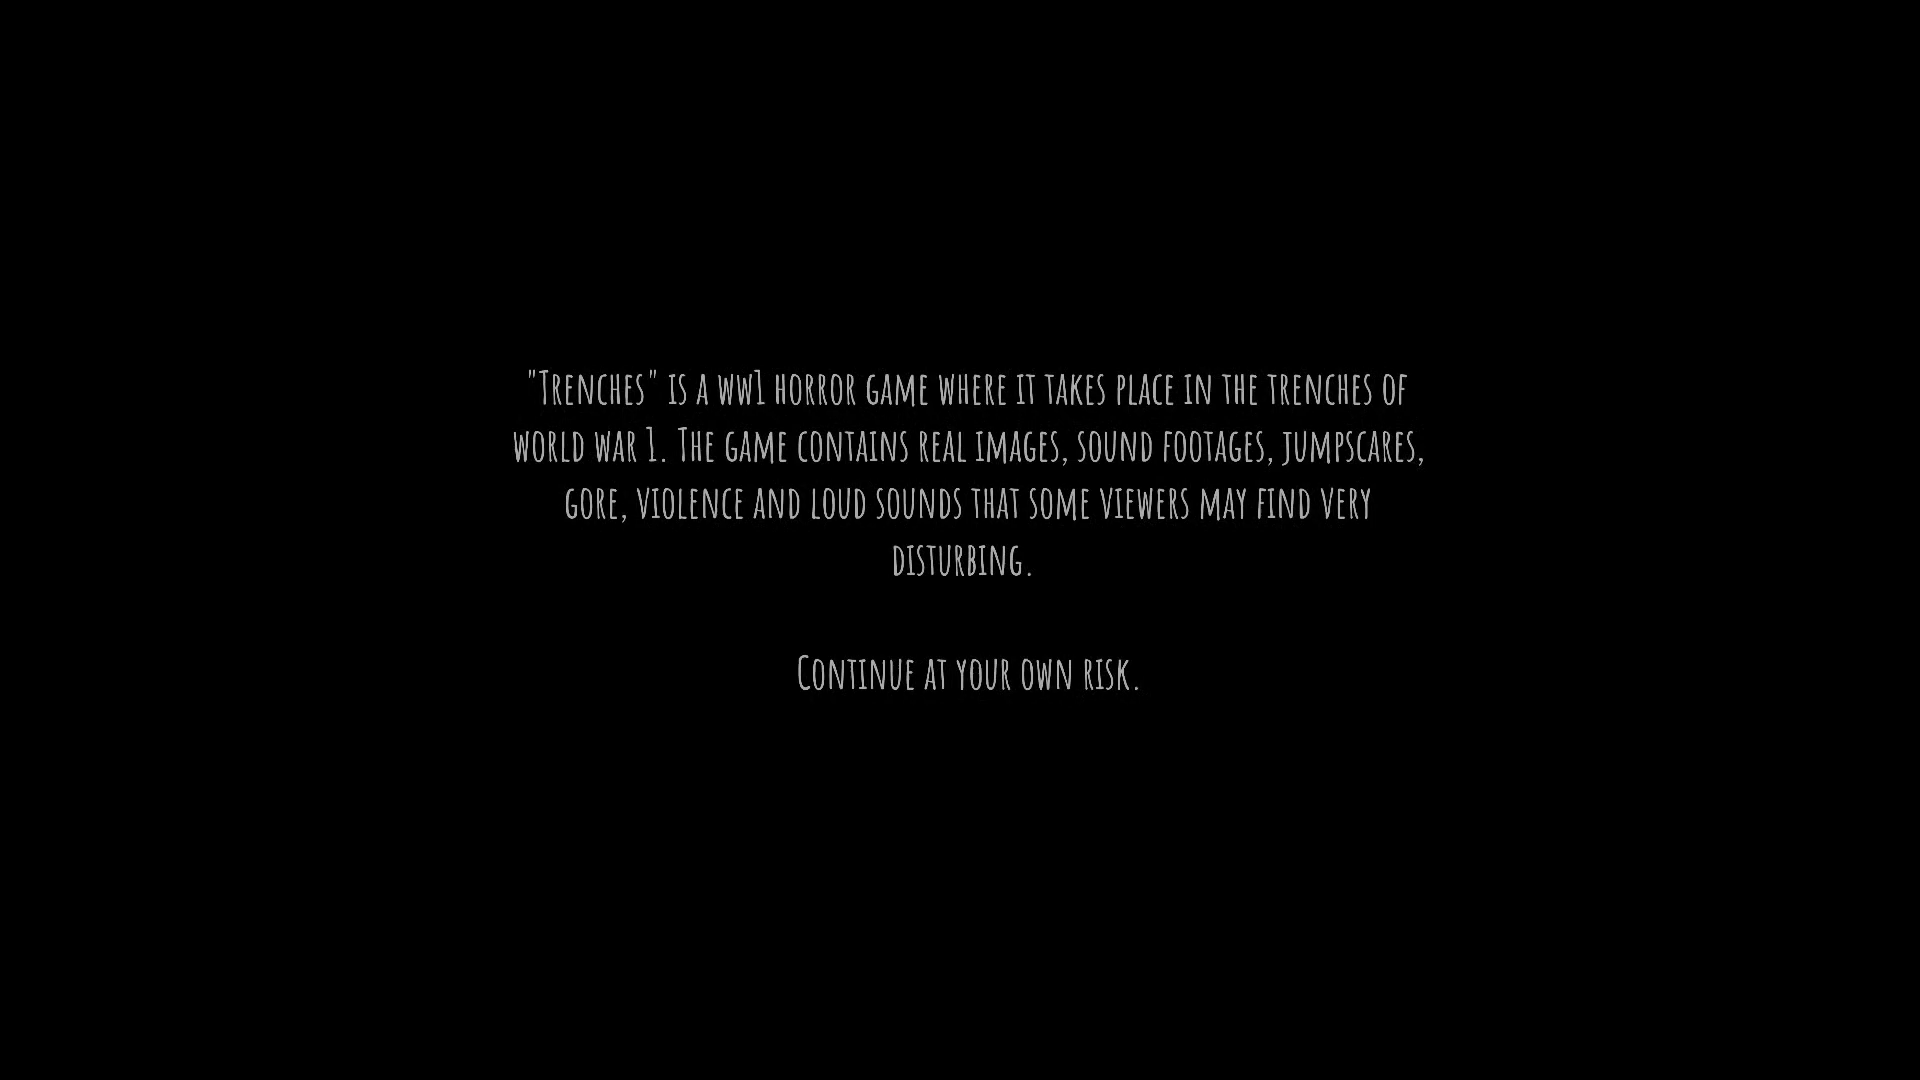 "Trenches" is a ww1 horror game where it takes place in the trenches of
world war 1. The game contains real images, sound footages, jumpscares,
gore, violence and loud sounds that some viewers may find very
disturbing.
Continue at your own risk.